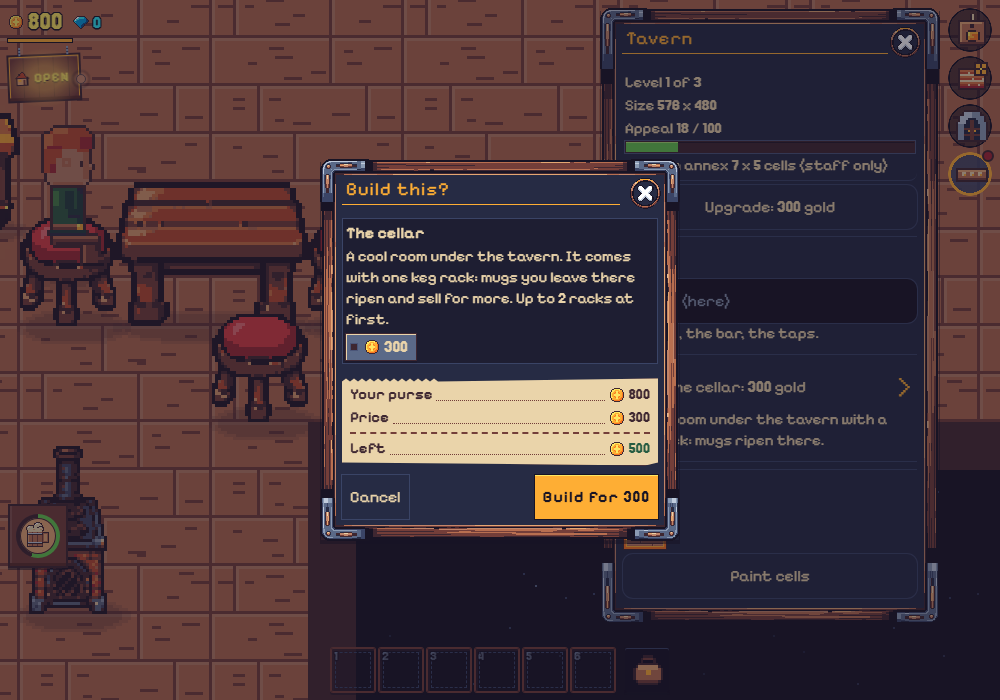 800 0
OPEN
Tavern
Level 1 of 3
Size 576 x 480
Appeal 18 / 100
annex 7 x 5 cells (staff only)
Upgrade: 300 gold
(here)
, the bar, the taps.
cellar: 300 gold
under the tavern with a
mugs ripen there.
Paint cells
Build this?
The cellar
A cool room under the tavern. It comes
with one keg rack: mugs you leave there
ripen and sell for more. Up to 2 racks at
first.
300
Your purse 800
Price 300
Left 500
Cancel
Build for 300
1 2 3 4 5 6